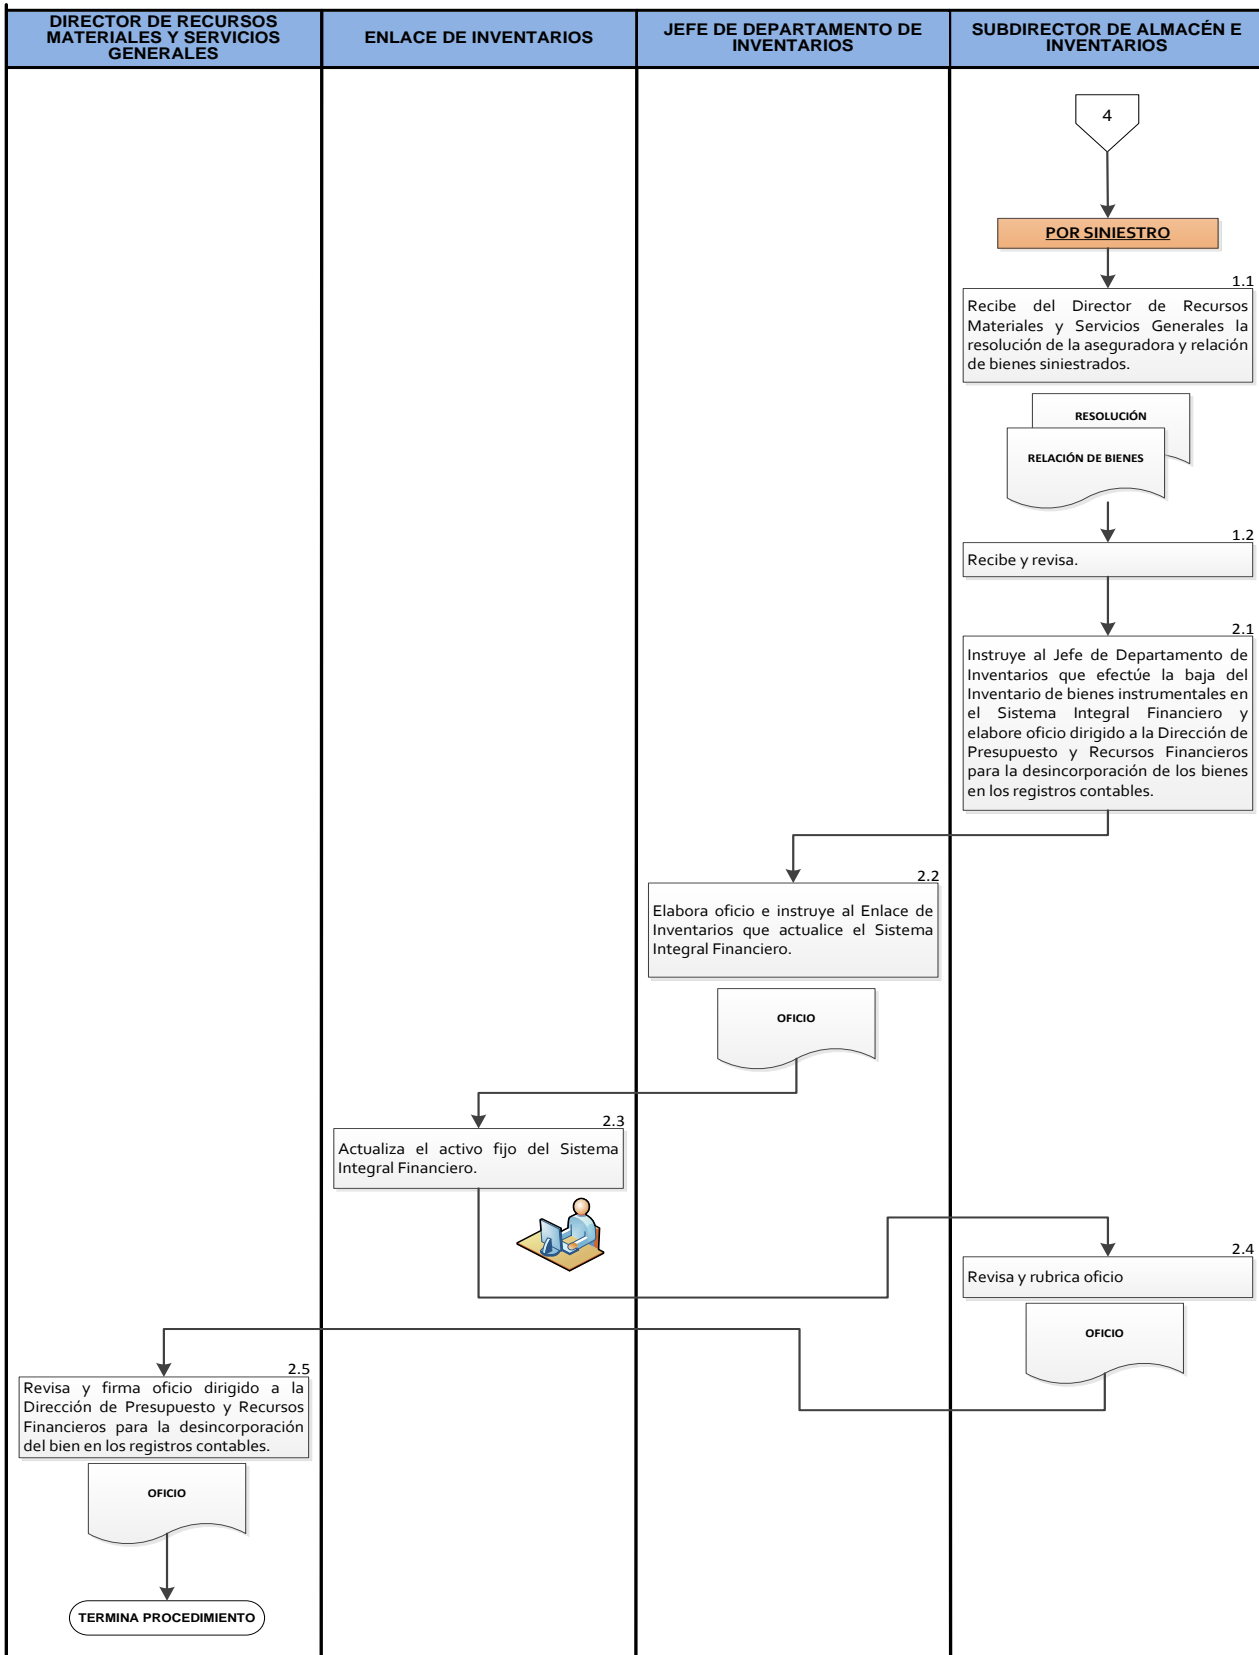 DIRECTOR DE RECURSOS
MATERIALES Y SERVICIOS
GENERALES
ENLACE DE INVENTARIOS
JEFE DE DEPARTAMENTO DE
INVENTARIOS
SUBDIRECTOR DE ALMACÉN E
INVENTARIOS
4
POR SINIESTRO
1.1
Recibe del Director de Recursos
Materiales y Servicios Generales la
resolución de la aseguradora y relación
de bienes siniestrados.
RESOLUCIÓN
RELACIÓN DE BIENES
1.2
Recibe y revisa.
2.1
Instruye al Jefe de Departamento de
Inventarios que efectúe la baja del
Inventario de bienes instrumentales en
el Sistema Integral Financiero y
elabore oficio dirigido a la Dirección de
Presupuesto y Recursos Financieros
para la desincorporación de los bienes
en los registros contables.
2.2
Elabora oficio e instruye al Enlace de
Inventarios que actualice el Sistema
Integral Financiero.
OFICIO
2.3
Actualiza el activo fijo del Sistema
Integral Financiero.
2.4
Revisa y rubrica oficio
OFICIO
2.5
Revisa y firma oficio dirigido a la
Dirección de Presupuesto y Recursos
Financieros para la desincorporación
del bien en los registros contables.
OFICIO
TERMINA PROCEDIMIENTO